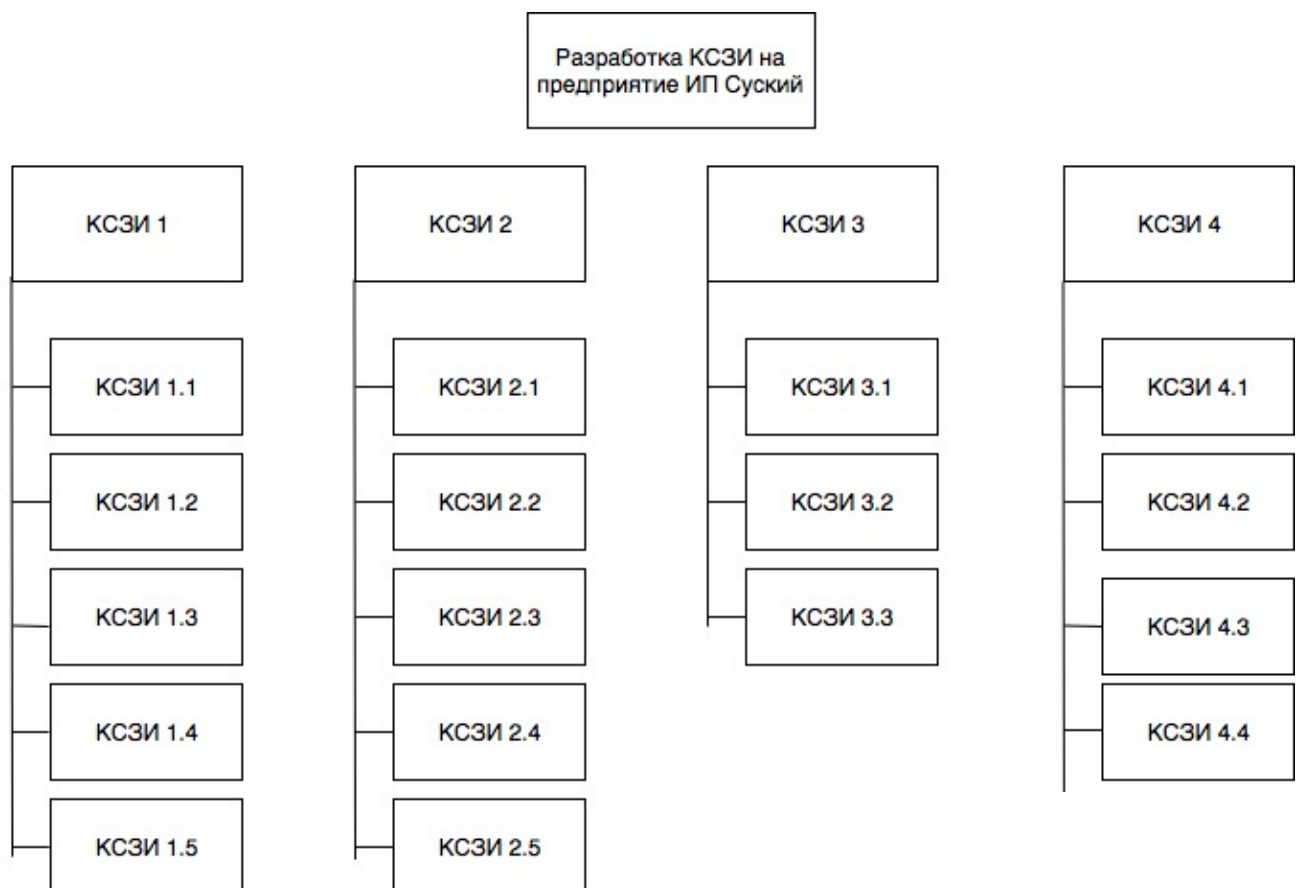 Разработка КСЗИ на
предприятие ИП Суский
КСЗИ 1
КСЗИ 2
КСЗИ 3
КСЗИ 4
КСЗИ 1.1
КСЗИ 2.1
КСЗИ 3.1
КСЗИ 4.1
КСЗИ 1.2
КСЗИ 2.2
КСЗИ 3.2
КСЗИ 4.2
КСЗИ 1.3
КСЗИ 2.3
КСЗИ 3.3
КСЗИ 4.3
КСЗИ 1.4
КСЗИ 2.4
КСЗИ 4.4
КСЗИ 1.5
КСЗИ 2.5